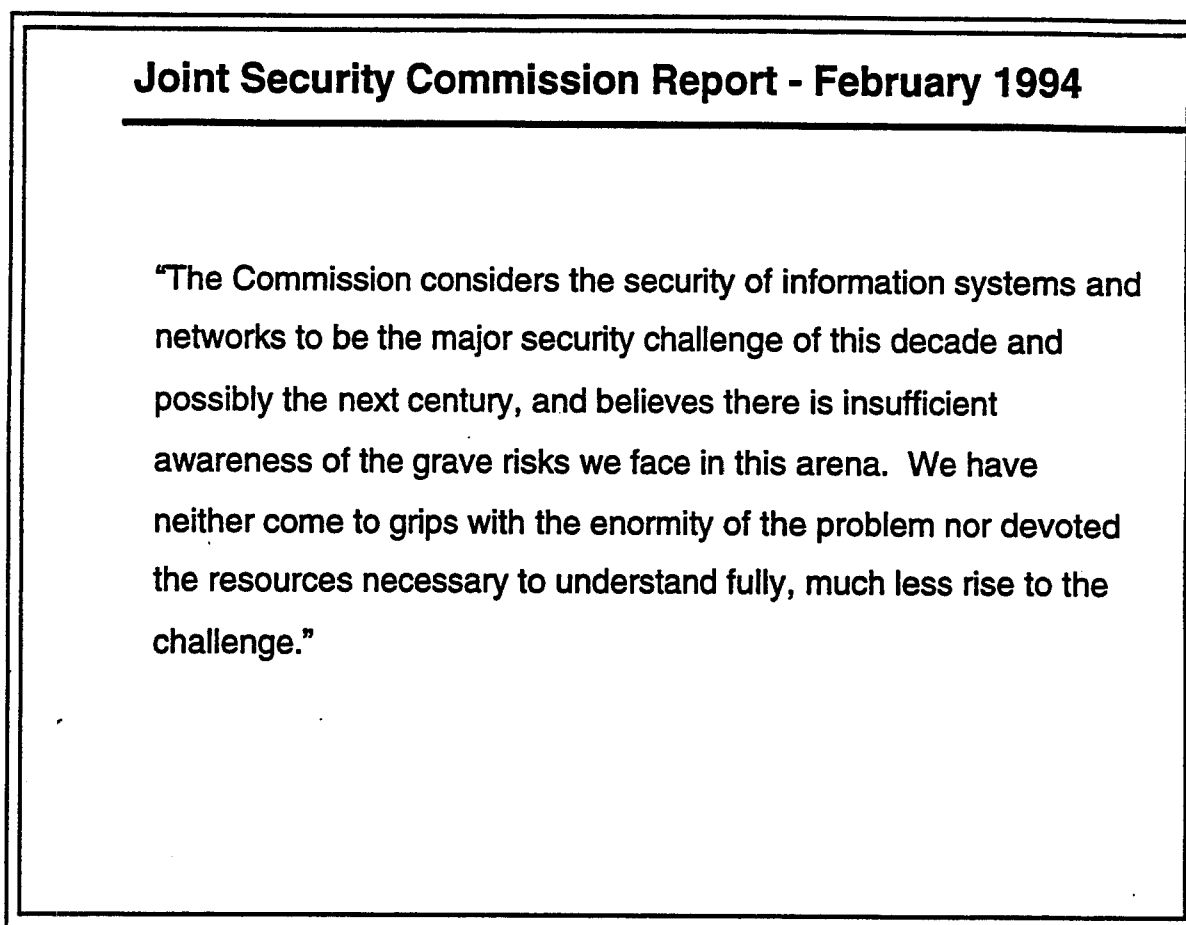 Joint Security Commission Report - February 1994
“The Commission considers the security of information systems and
networks to be the major security challenge of this decade and
possibly the next century, and believes there is insufficient
awareness of the grave risks we face in this arena.  We have
neither come to grips with the enormity of the problem nor devoted
the resources necessary to understand fully, much less rise to the
challenge.”